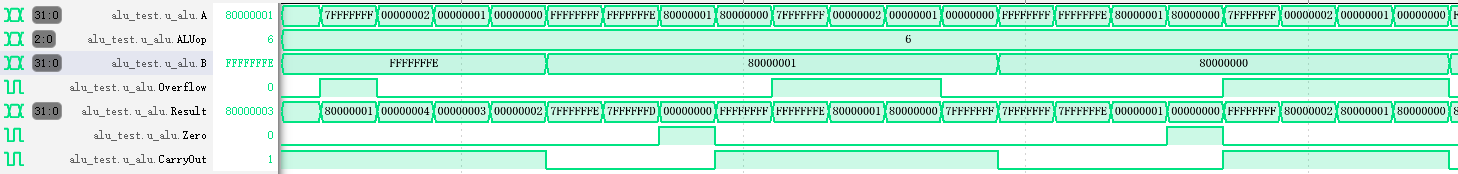 31:0 alu_test.u_alu.A 80000001 7FFFFFFF 00000002 00000001 00000000 FFFFFFFF FFFFFFFE 80000001 80000000 7FFFFFFF 00000002 00000001 00000000 FFFFFFFF FFFFFFFE 80000001 80000000 7FFFFFFF 00000002 00000001 00000000 F
2:0 alu_test.u_alu.ALUop 6 6
31:0 alu_test.u_alu.B FFFFFFFE FFFFFFFE 80000001 80000000
alu_test.u_alu.Overflow 0
31:0 alu_test.u_alu.Result 80000003 80000001 00000004 00000003 00000002 7FFFFFFE 7FFFFFFD 00000000 FFFFFFFF 7FFFFFFE 80000001 80000000 7FFFFFFF 7FFFFFFF 7FFFFFFE 00000001 00000000 FFFFFFFF 80000002 80000001 80000000 8
alu_test.u_alu.Zero 0
alu_test.u_alu.CarryOut 1